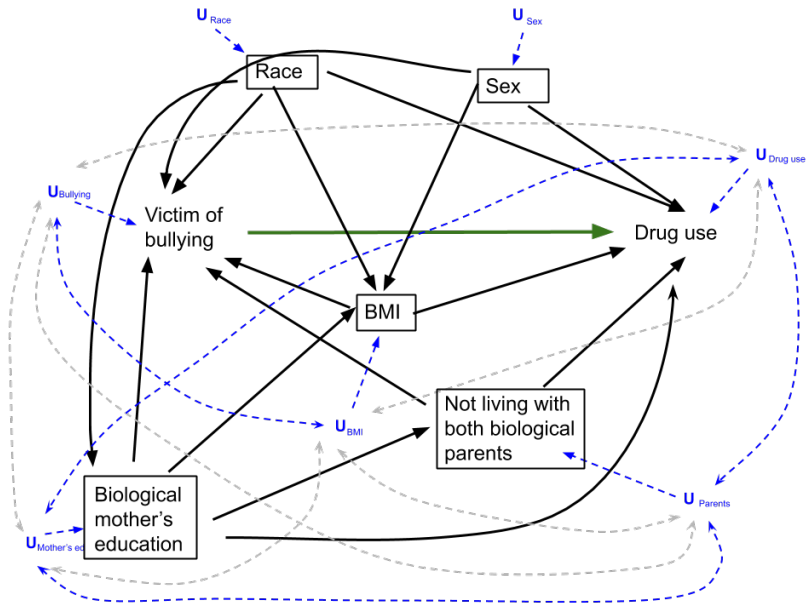 U Race
U Sex
Race
Sex
U Drug use
U Bullying
Victim of
bullying
Drug use
BMI
Not living with
both biological
parents
U BMI
Biological
mother's
education
U Parents
U Mother's ed